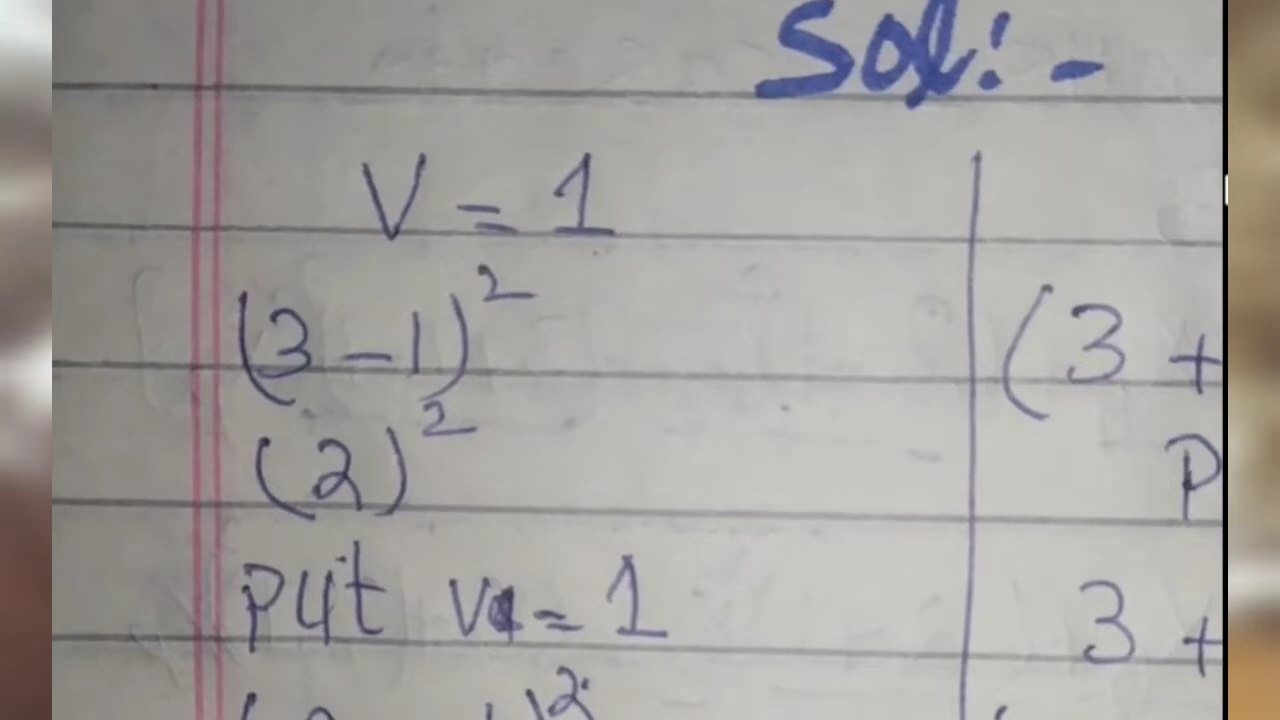 Sol:-
V = 1
(3-1)²
(2)²
Put V = 1
(3 +
P
3 +